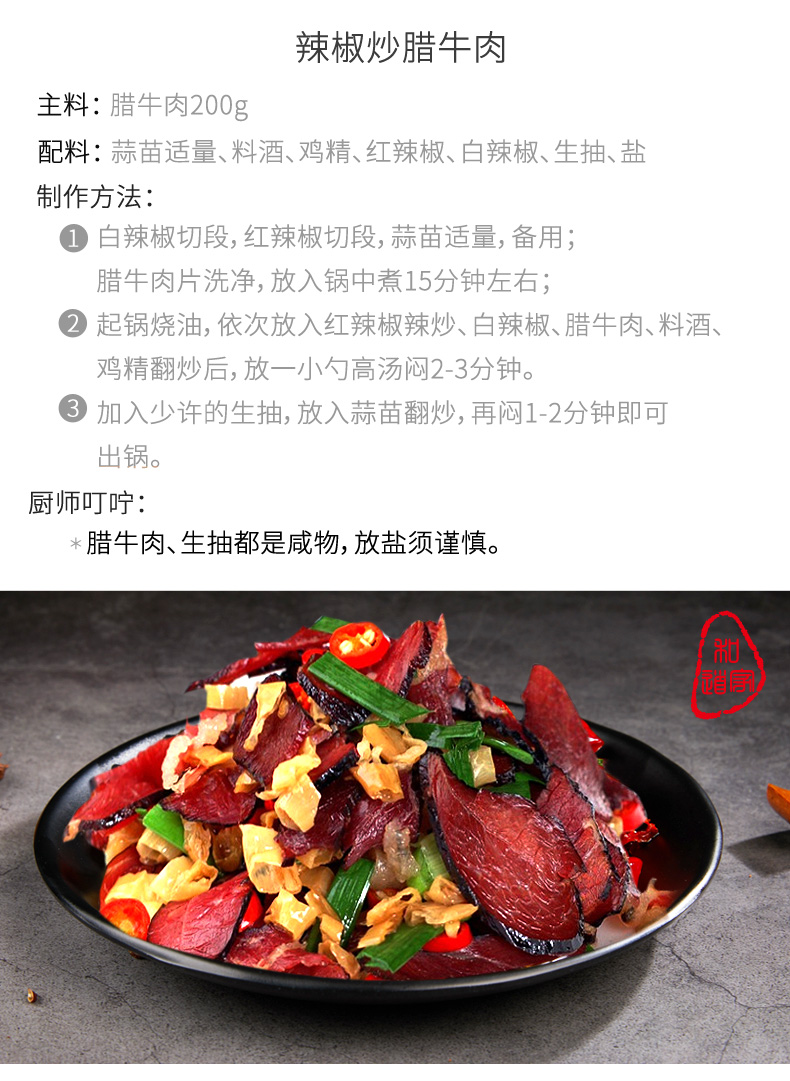 辣椒炒腊牛肉
主料：腊牛肉200g
配料：蒜苗适量、料酒、鸡精、红辣椒、白辣椒、生抽、盐
制作方法：
1 白辣椒切段，红辣椒切段，蒜苗适量，备用；
腊牛肉片洗净，放入锅中煮15分钟左右；
2 起锅烧油，依次放入红辣椒辣炒、白辣椒、腊牛肉、料酒、
鸡精翻炒后，放一小勺高汤闷2-3分钟。
3 加入少许的生抽，放入蒜苗翻炒，再闷1-2分钟即可
出锅。
厨师叮咛：
*腊牛肉、生抽都是咸物，放盐须谨慎。
和